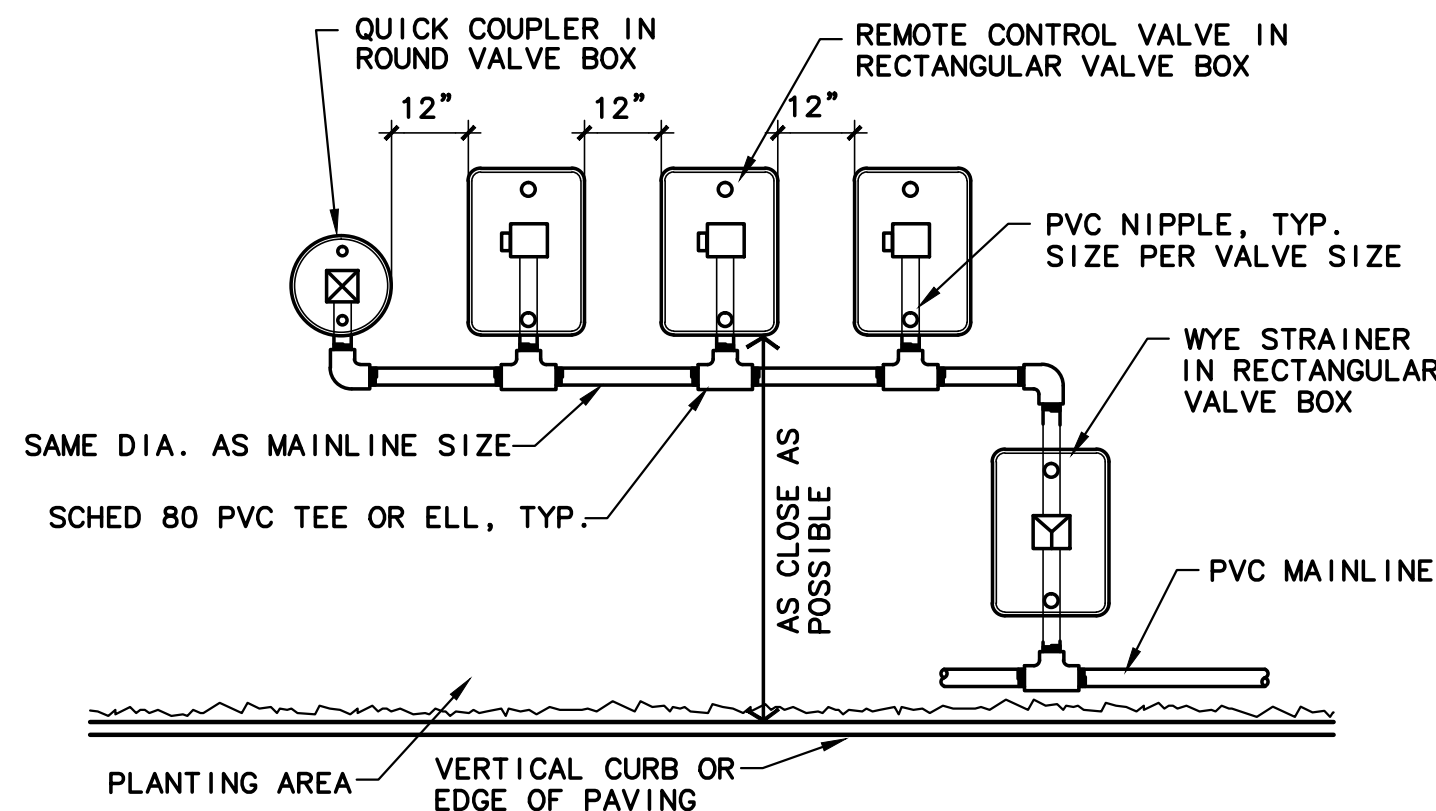 QUICK COUPLER IN
ROUND VALVE BOX
REMOTE CONTROL VALVE IN
RECTANGULAR VALVE BOX
12”
12”
12”
PVC NIPPLE, TYP.
SIZE PER VALVE SIZE
WYE STRAINER
IN RECTANGULAR
VALVE BOX
SAME DIA. AS MAINLINE SIZE
SCHED 80 PVC TEE OR ELL, TYP.
AS CLOSE AS
POSSIBLE
PVC MAINLINE
PLANTING AREA
VERTICAL CURB OR
EDGE OF PAVING